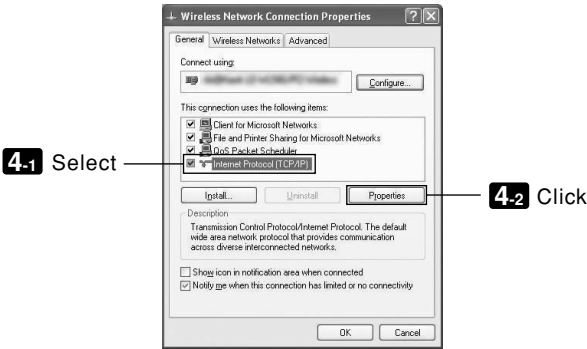 Wireless Network Connection Properties
General Wireless Networks Advanced
Connect using:
Configure...
This connection uses the following items:
Client for Microsoft Networks
File and Printer Sharing for Microsoft Networks
QoS Packet Scheduler
4-1 Select
Internet Protocol (TCP/IP)
Install... Uninstall Properties
4-2 Click
Description
Transmission Control Protocol/Internet Protocol. The default
wide area network protocol that provides communication
across diverse interconnected networks.
Show icon in notification area when connected
Notify me when this connection has limited or no connectivity
OK Cancel